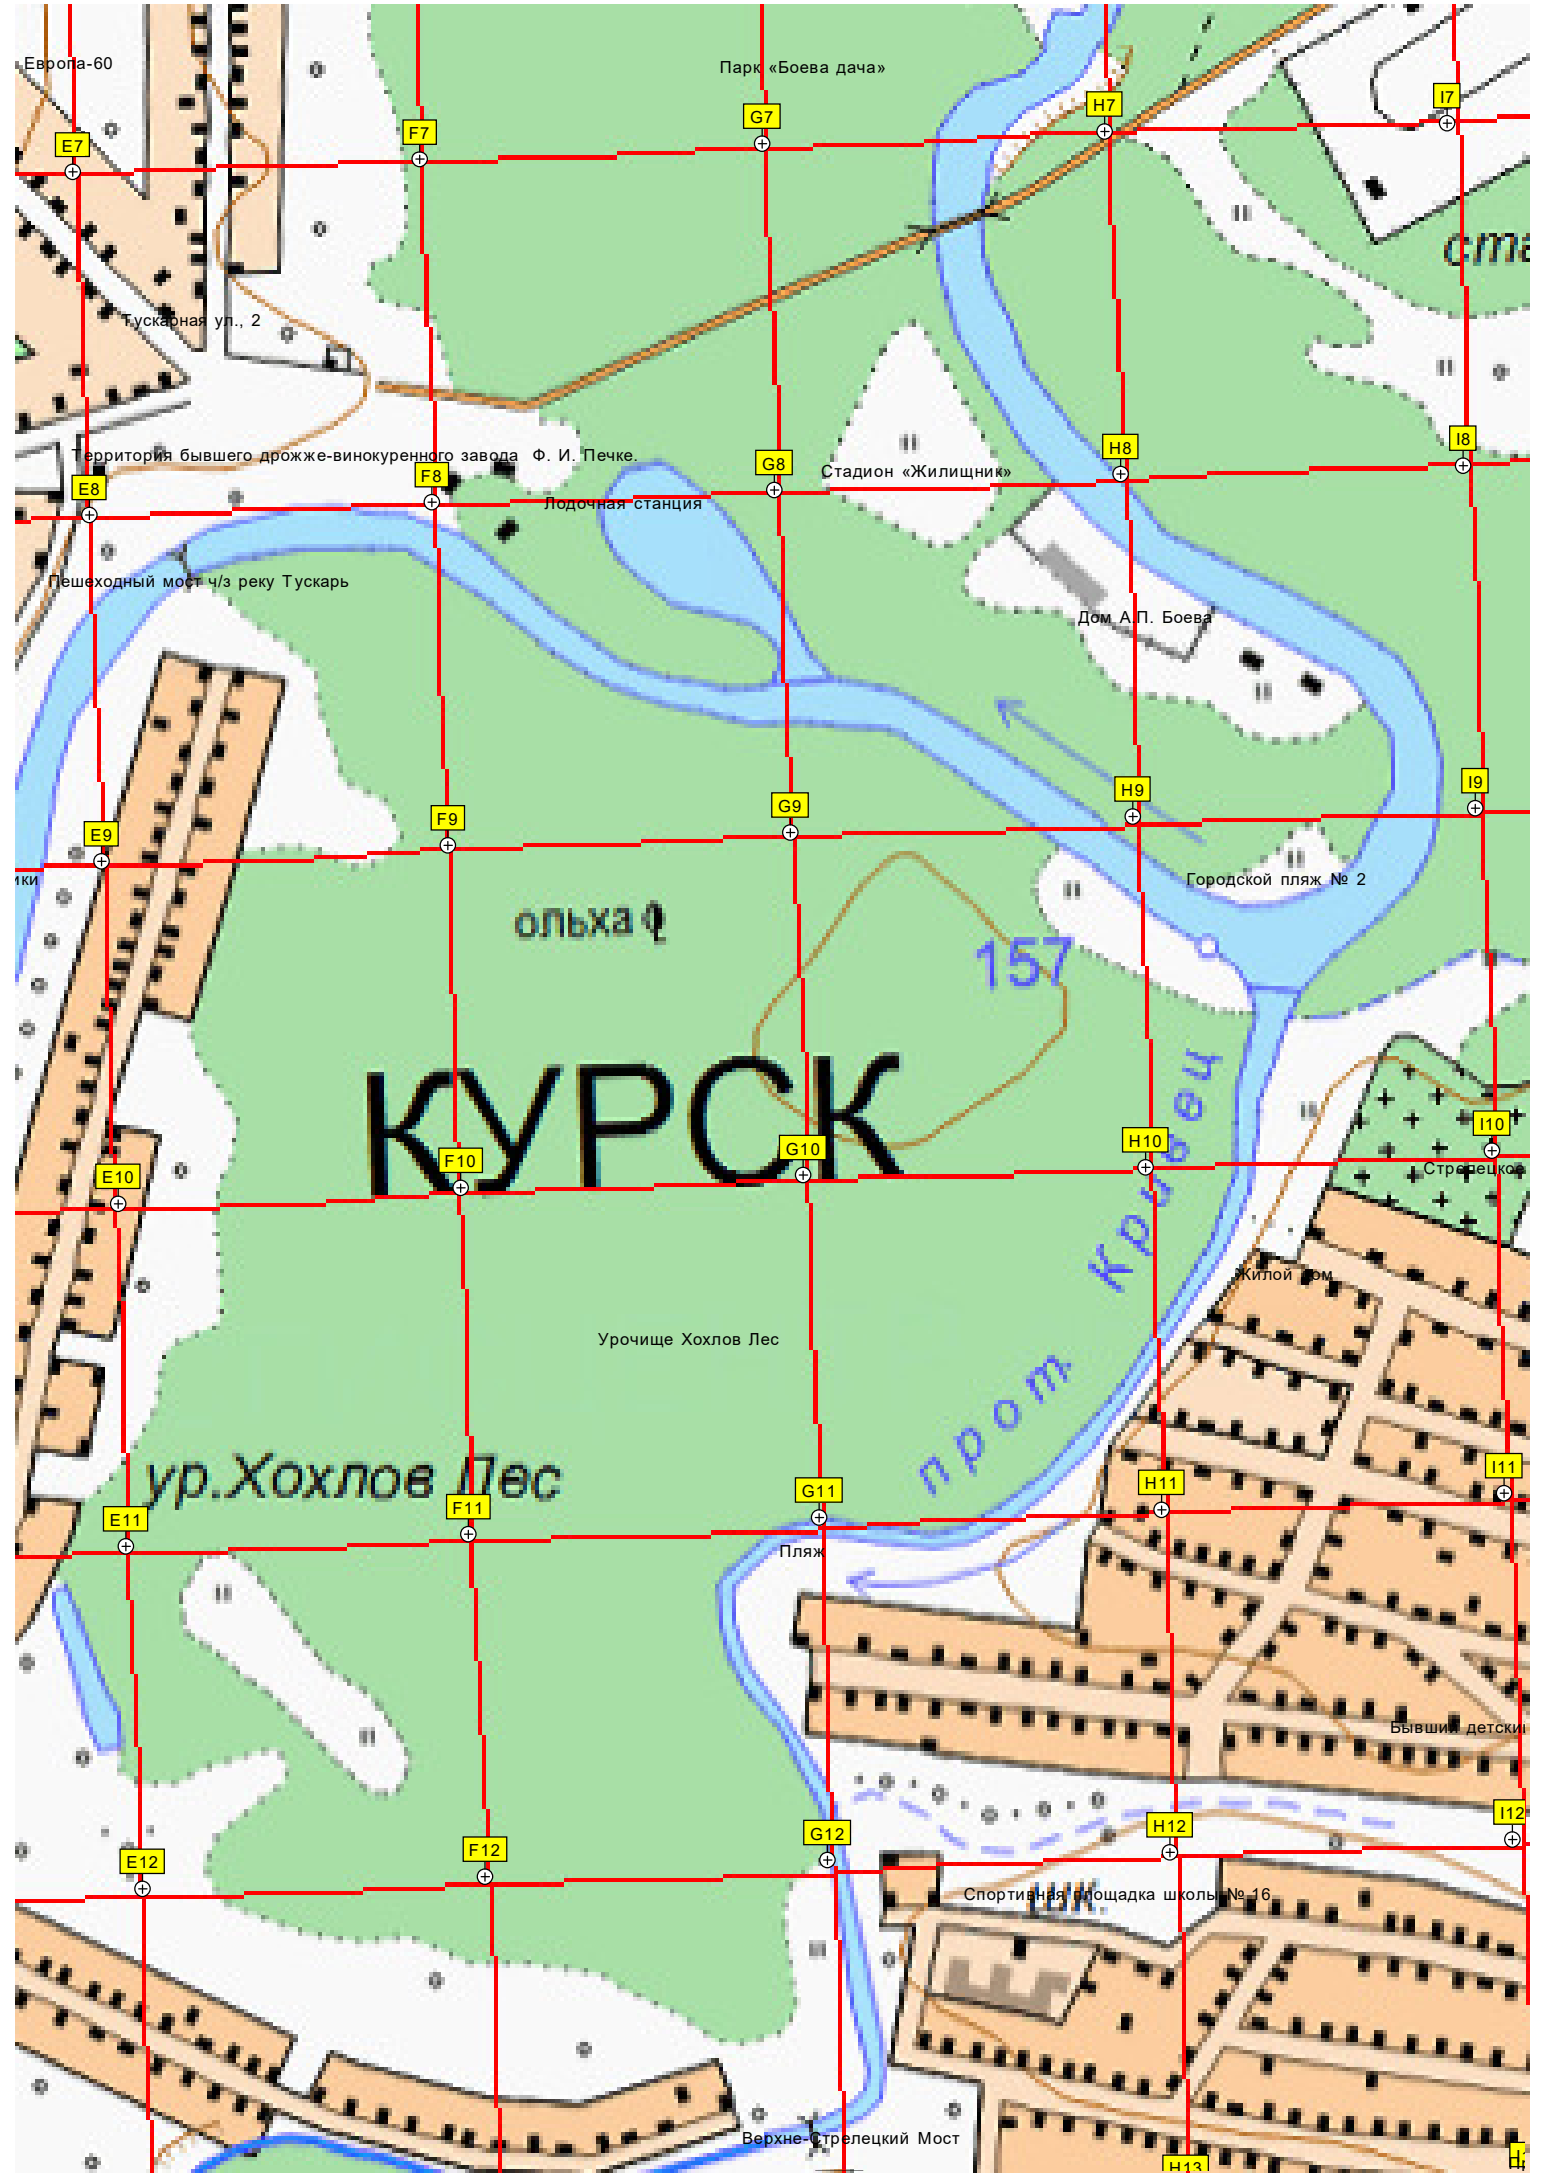 Европа-60
Парк «Боева дача»
E7
F7
G7
H7
I7
Тускарная ул., 2
Территория бывшего дрожже-винокуренного завода Ф. И. Печке.
Стадион «Жилищник»
E8
F8
G8
H8
I8
Лодочная станция
Пешеходный мост ч/з реку Тускарь
Дом А.П. Боева
E9
F9
G9
H9
I9
Городской пляж № 2
ольха
157
КУРСК
E10
F10
G10
H10
I10
Стрелецкое
Жилой дом
Урочище Хохлов Лес
прот. Кривец
ур.Хохлов Лес
E11
F11
G11
H11
I11
Пляж
Бывший
E12
F12
G12
H12
I12
Спортивная площадка школы № 16
шк.
Верхне-Стрелецкий Мост
H13